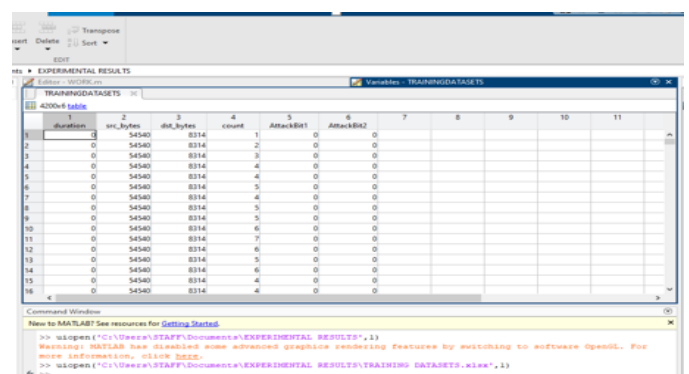 Transpose
Insert Delete Sort
EDIT
nts ▸ EXPERIMENTAL RESULTS
Editor - WORK.m Variables - TRAININGDATASETS
TRAININGDATASETS
4200x6 table
1 2 3 4 5 6 7 8 9 10 11
duration src_bytes dst_bytes count AttackBit1 AttackBit2
1 0 54540 8314 1 0 0
2 0 54540 8314 2 0 0
3 0 54540 8314 3 0 0
4 0 54540 8314 4 0 0
5 0 54540 8314 4 0 0
6 0 54540 8314 5 0 0
7 0 54540 8314 4 0 0
8 0 54540 8314 5 0 0
9 0 54540 8314 5 0 0
10 0 54540 8314 6 0 0
11 0 54540 8314 7 0 0
12 0 54540 8314 6 0 0
13 0 54540 8314 5 0 0
14 0 54540 8314 6 0 0
15 0 54540 8314 4 0 0
16 0 54540 8314 4 0 0
Command Window
New to MATLAB? See resources for Getting Started.
>> uiopen('C:\Users\STAFF\Documents\EXPERIMENTAL RESULTS',1)
Warning: MATLAB has disabled some advanced graphics rendering features by switching to software OpenGL. For
more information, click here.
>> uiopen('C:\Users\STAFF\Documents\EXPERIMENTAL RESULTS\TRAINING DATASETS.xlsx',1)